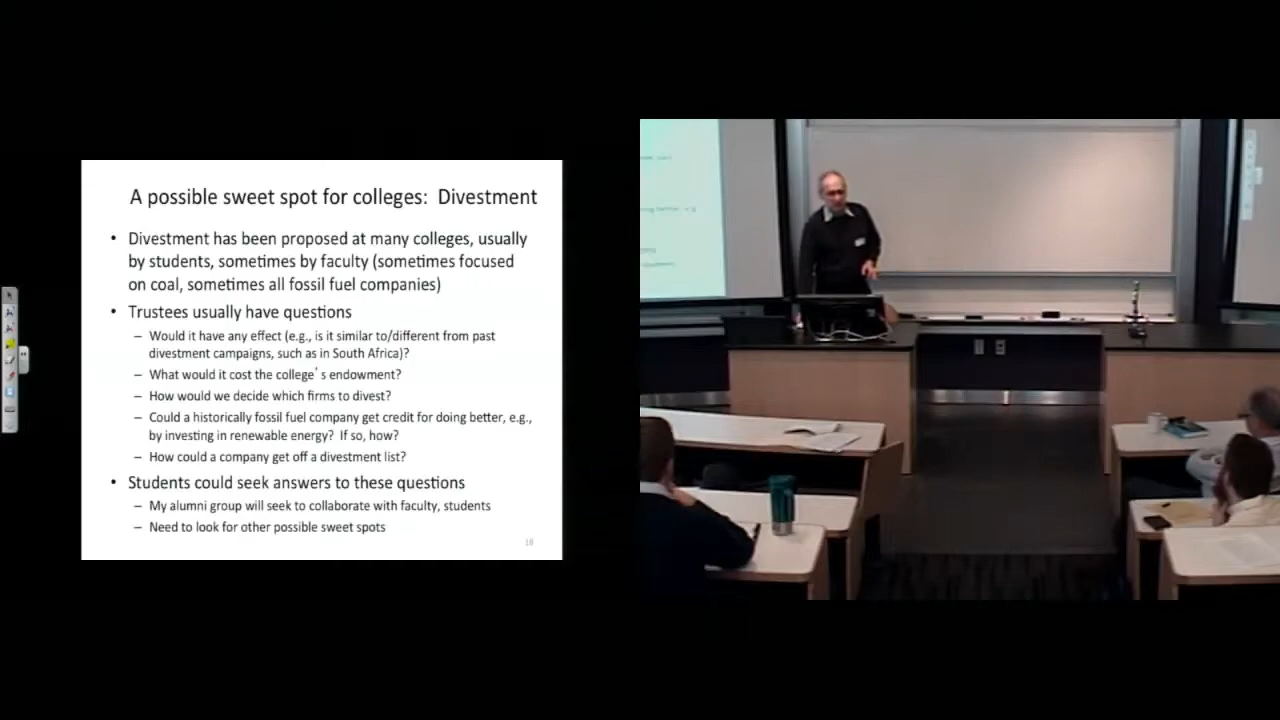 A possible sweet spot for colleges: Divestment
• Divestment has been proposed at many colleges, usually
by students, sometimes by faculty (sometimes focused
on coal, sometimes all fossil fuel companies)
• Trustees usually have questions
– Would it have any effect (e.g., is it similar to/different from past
divestment campaigns, such as in South Africa)?
– What would it cost the college's endowment?
– How would we decide which firms to divest?
– Could a historically fossil fuel company get credit for doing better, e.g.,
by investing in renewable energy? If so, how?
– How could a company get off a divestment list?
• Students could seek answers to these questions
– My alumni group will seek to collaborate with faculty, students
– Need to look for other possible sweet spots
18